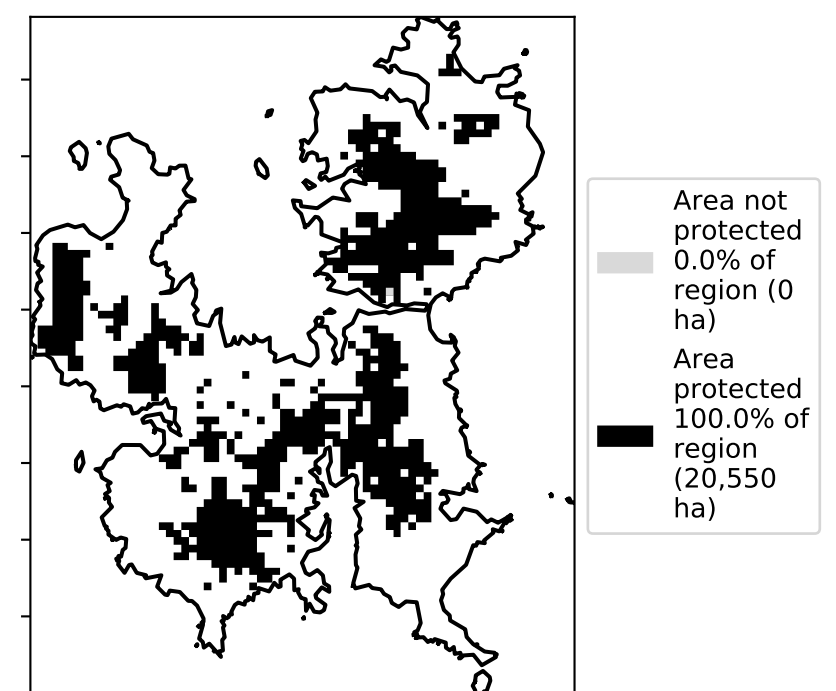 Area not
protected
0.0% of
region (0
ha)
Area
protected
100.0% of
region
(20,550
ha)